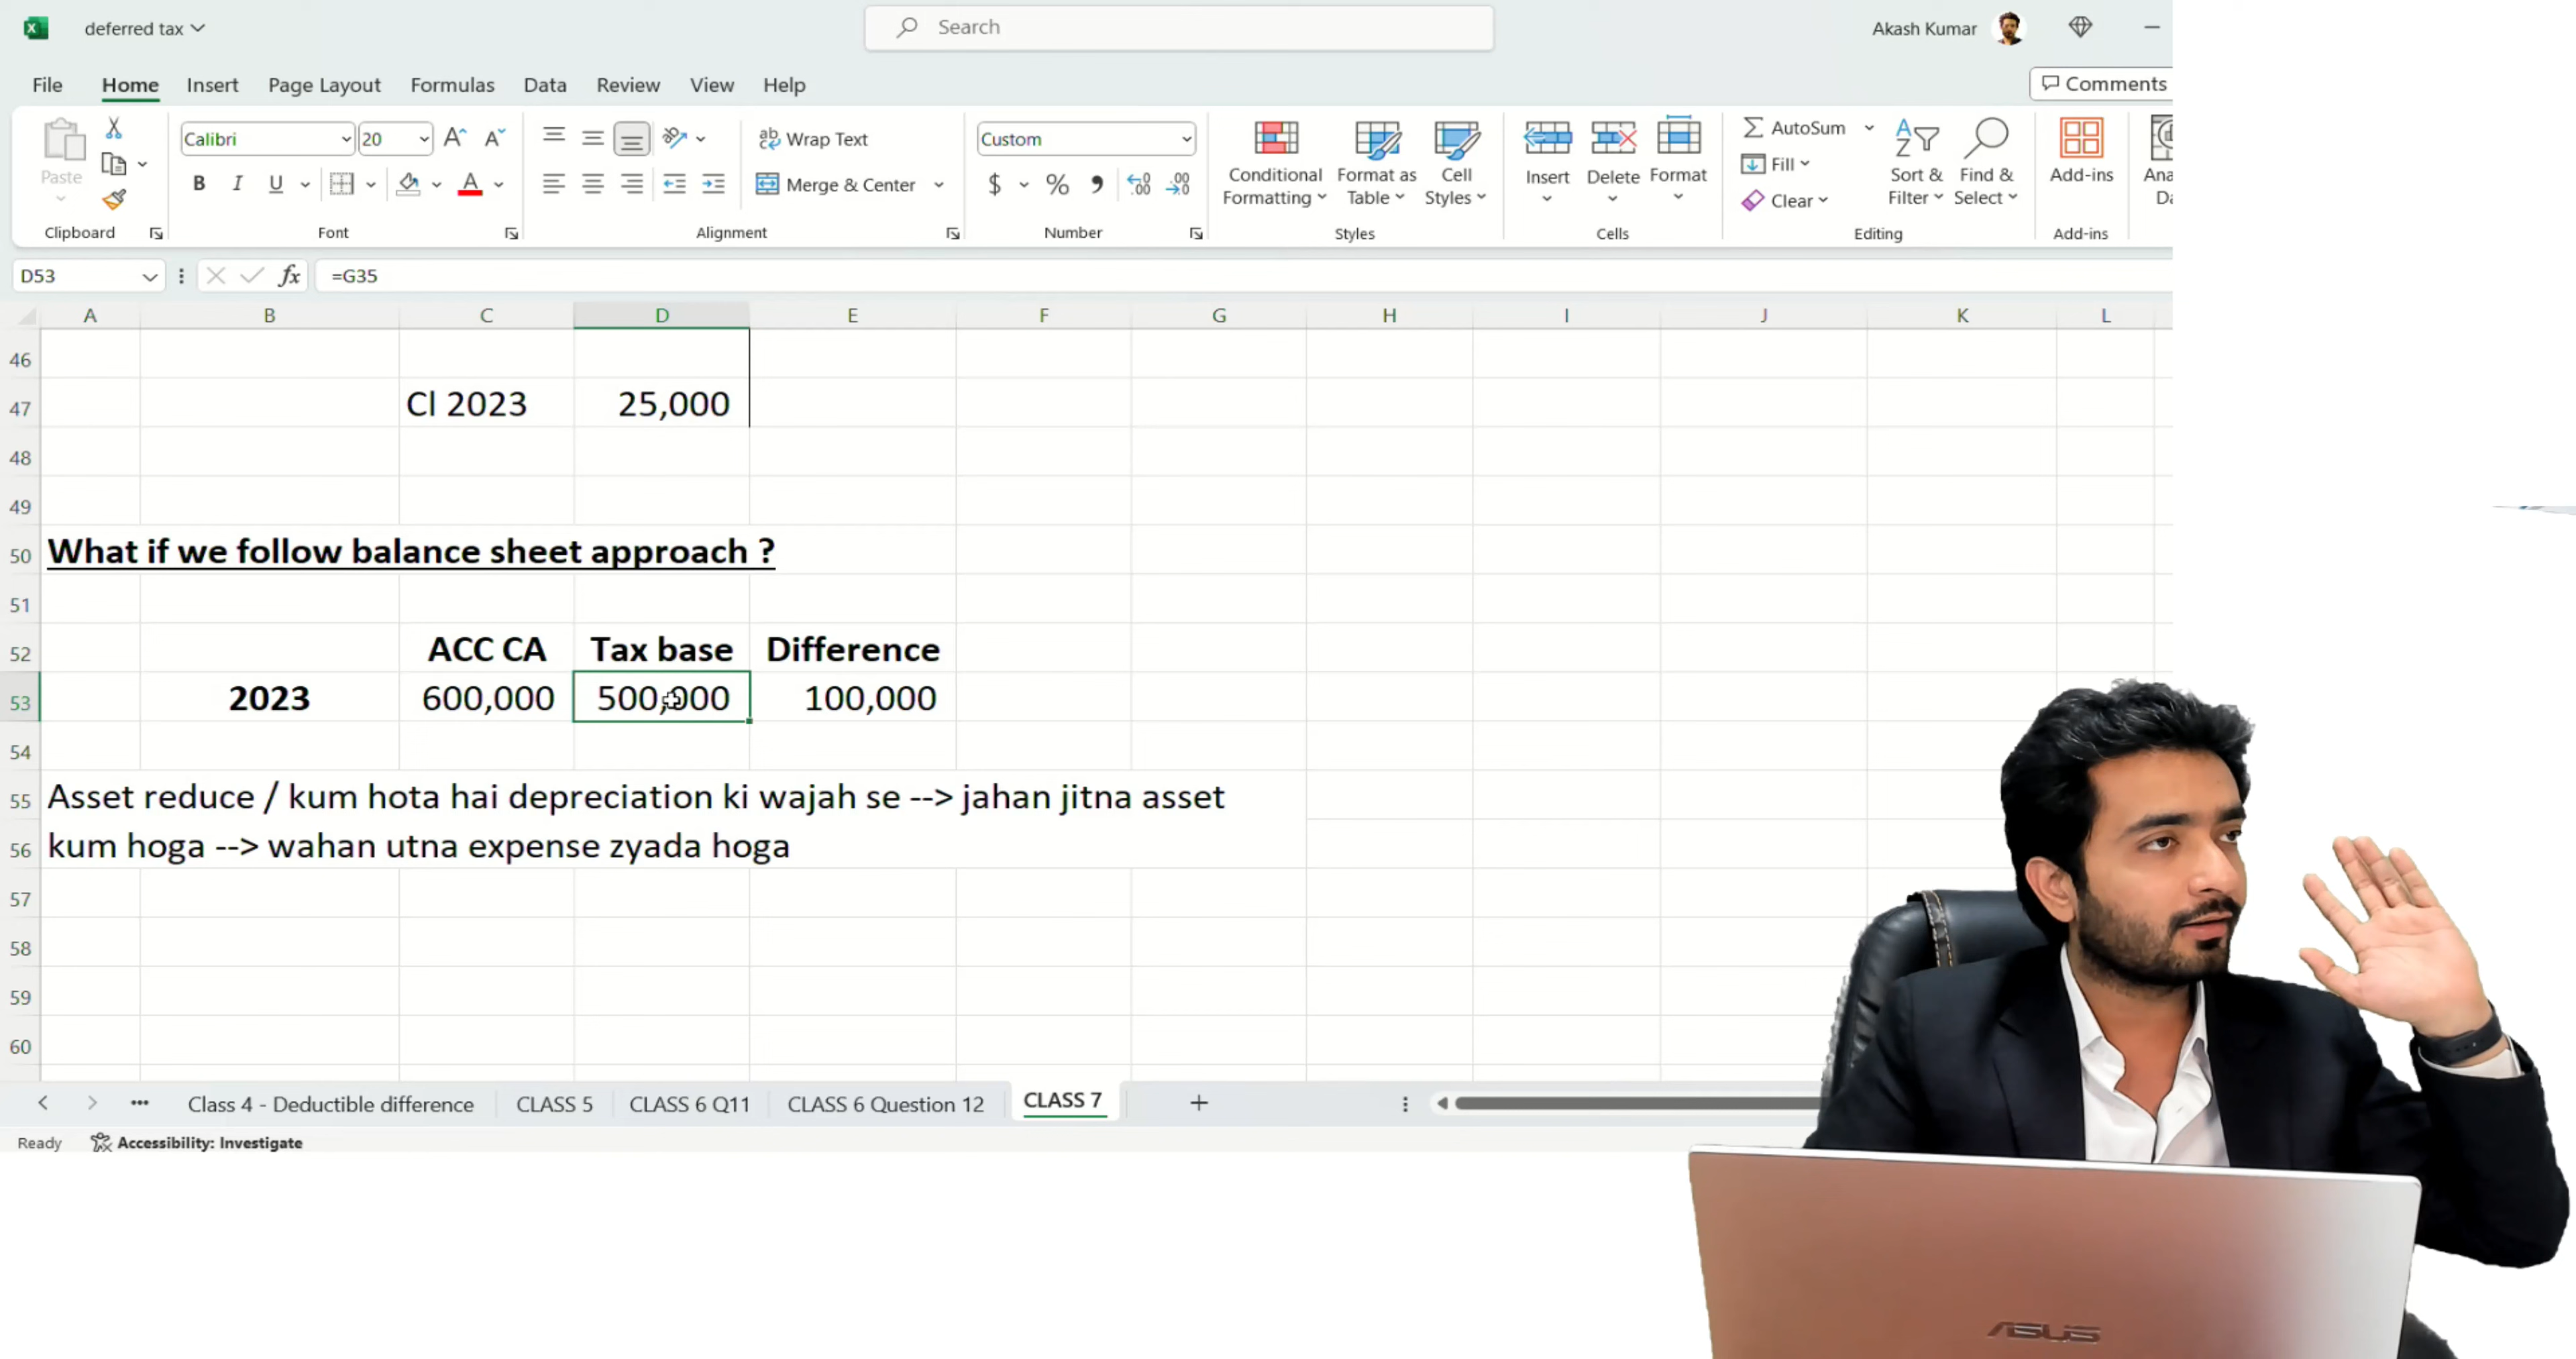 deferred tax
Search
Akash Kumar
File Home Insert Page Layout Formulas Data Review View Help
Comments
Paste
Calibri 20
Wrap Text
Custom
Conditional Formatting
Format as Table
Cell Styles
Insert Delete Format
AutoSum
Fill
Clear
Sort & Filter
Find & Select
Add-ins
B I U
Merge & Center
$ % 9
Clipboard Font Alignment Number Styles Cells Editing Add-ins
D53 fx =G35
A B C D E F G H I J K L
46
47 Cl 2023 25,000
48
49
50 What if we follow balance sheet approach ?
51
52 ACC CA Tax base Difference
53 2023 600,000 500,000 100,000
54
55 Asset reduce / kum hota hai depreciation ki wajah se --> jahan jitna asset
56 kum hoga --> wahan utna expense zyada hoga
57
58
59
60
Class 4 - Deductible difference CLASS 5 CLASS 6 Q11 CLASS 6 Question 12 CLASS 7
Ready Accessibility: Investigate
ASUS